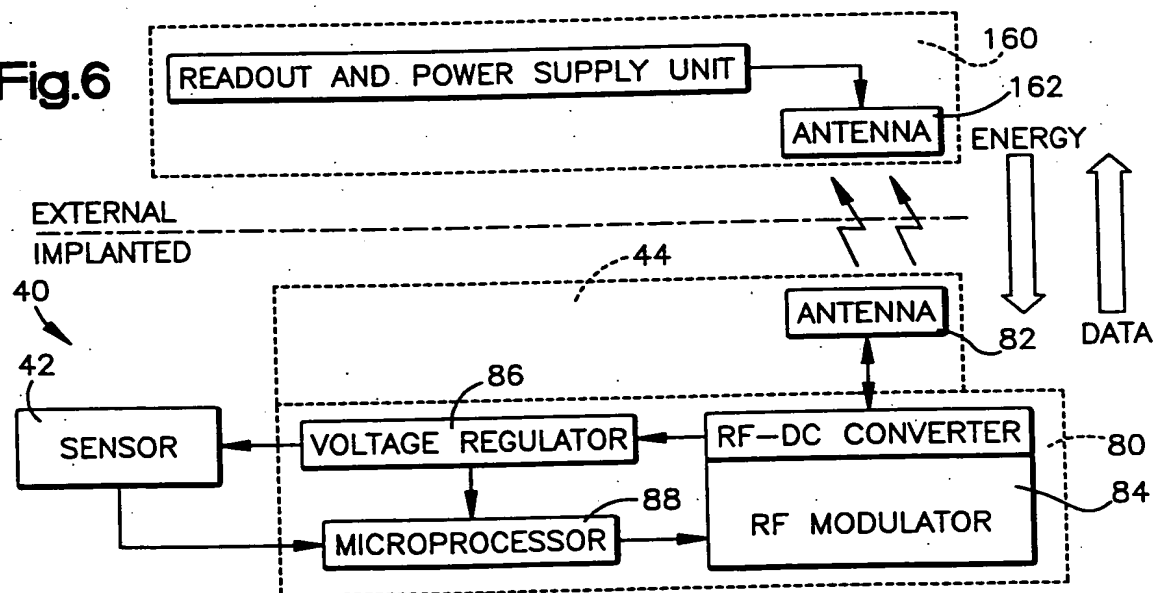 Fig.6
160
READOUT AND POWER SUPPLY UNIT
162
ANTENNA
ENERGY
EXTERNAL
IMPLANTED
44
40
ANTENNA
82
DATA
42
86
SENSOR
VOLTAGE REGULATOR
RF-DC CONVERTER
80
84
88
RF MODULATOR
MICROPROCESSOR